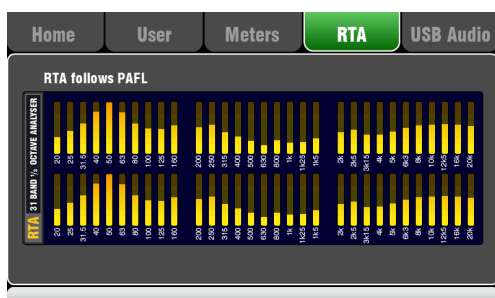 Home User Meters RTA USB Audio
RTA follows PAFL
RTA 31 BAND ⅓ OCTAVE ANALYSER
20 25 31.5 40 50 63 80 100 125 160 200 250 315 400 500 630 800 1k 1k25 1k5 2k 2k5 3k15 4k 5k 6k3 8k 10k 12k5 16k 20k
20 25 31.5 40 50 63 80 100 125 160 200 250 315 400 500 630 800 1k 1k25 1k5 2k 2k5 3k15 4k 5k 6k3 8k 10k 12k5 16k 20k